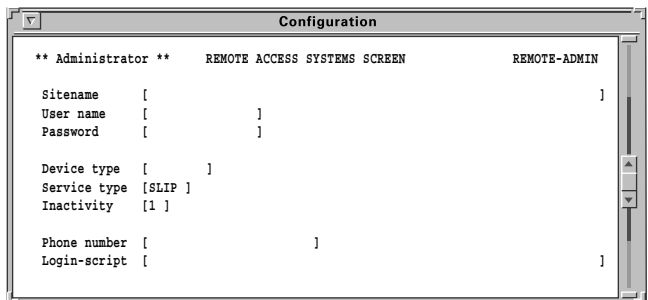 Configuration
** Administrator ** REMOTE ACCESS SYSTEMS SCREEN REMOTE-ADMIN
Sitename [ ]
User name [ ]
Password [ ]
Device type [ ]
Service type [SLIP ]
Inactivity [1 ]
Phone number [ ]
Login-script [ ]